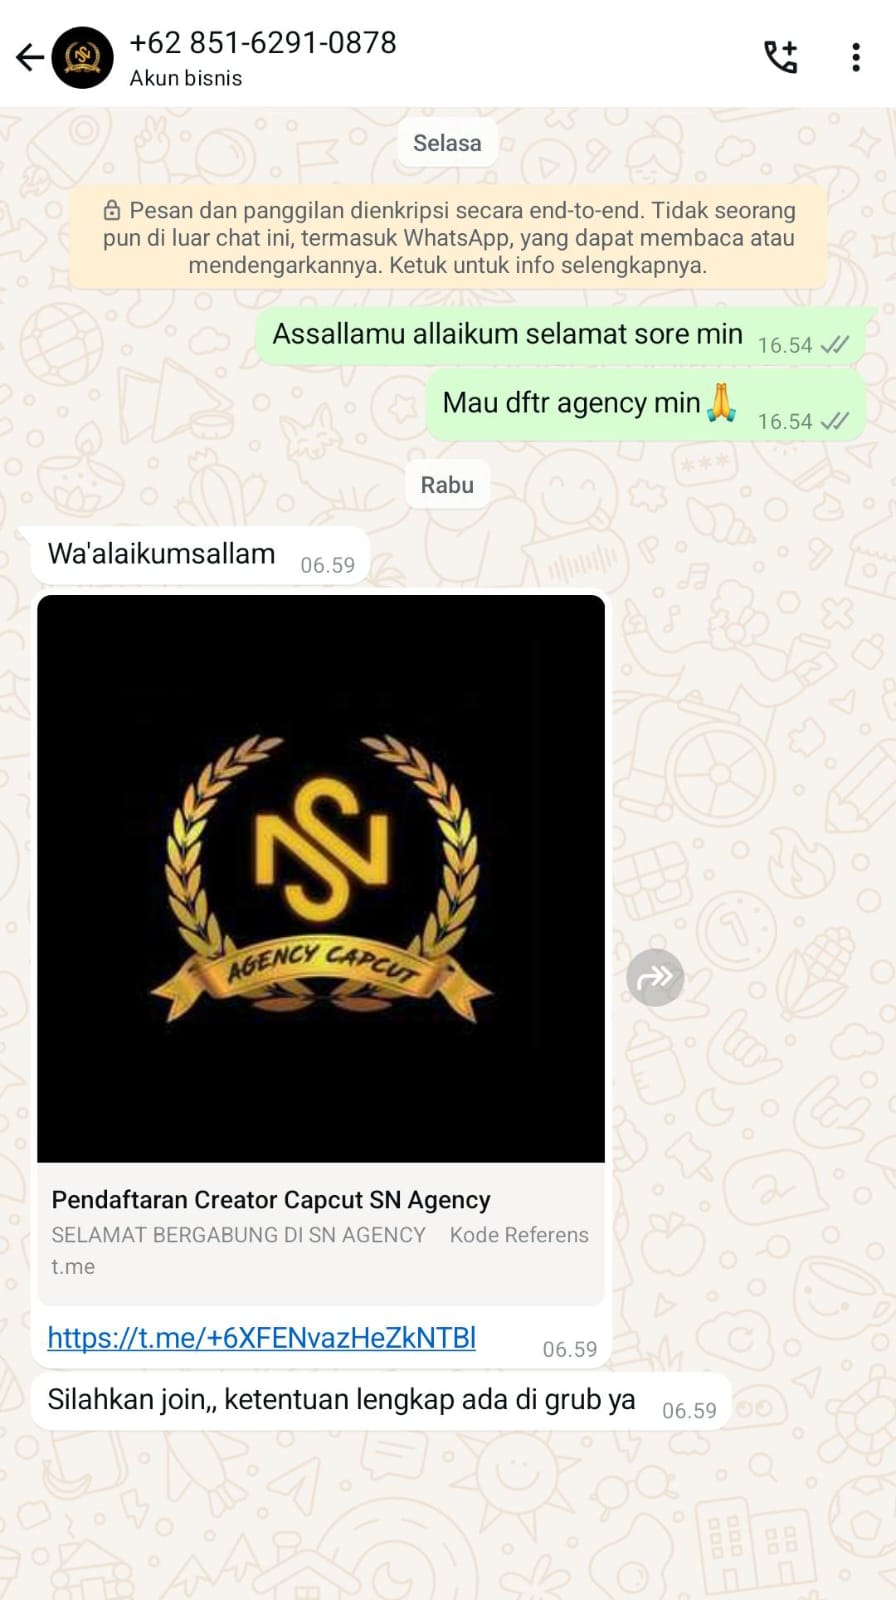 +62 851-6291-0878
Akun bisnis
Selasa
Pesan dan panggilan dienkripsi secara end-to-end. Tidak seorang
pun di luar chat ini, termasuk WhatsApp, yang dapat membaca atau
mendengarkannya. Ketuk untuk info selengkapnya.
Assallamu allaikum selamat sore min 16.54
Mau dftr agency min🙏 16.54
Rabu
Wa'alaikumsallam 06.59
SN
AGENCY CAPCUT
Pendaftaran Creator Capcut SN Agency
SELAMAT BERGABUNG DI SN AGENCY Kode Referens
t.me
https://t.me/+6XFENvazHeZkNTBl 06.59
Silahkan join,, ketentuan lengkap ada di grub ya 06.59